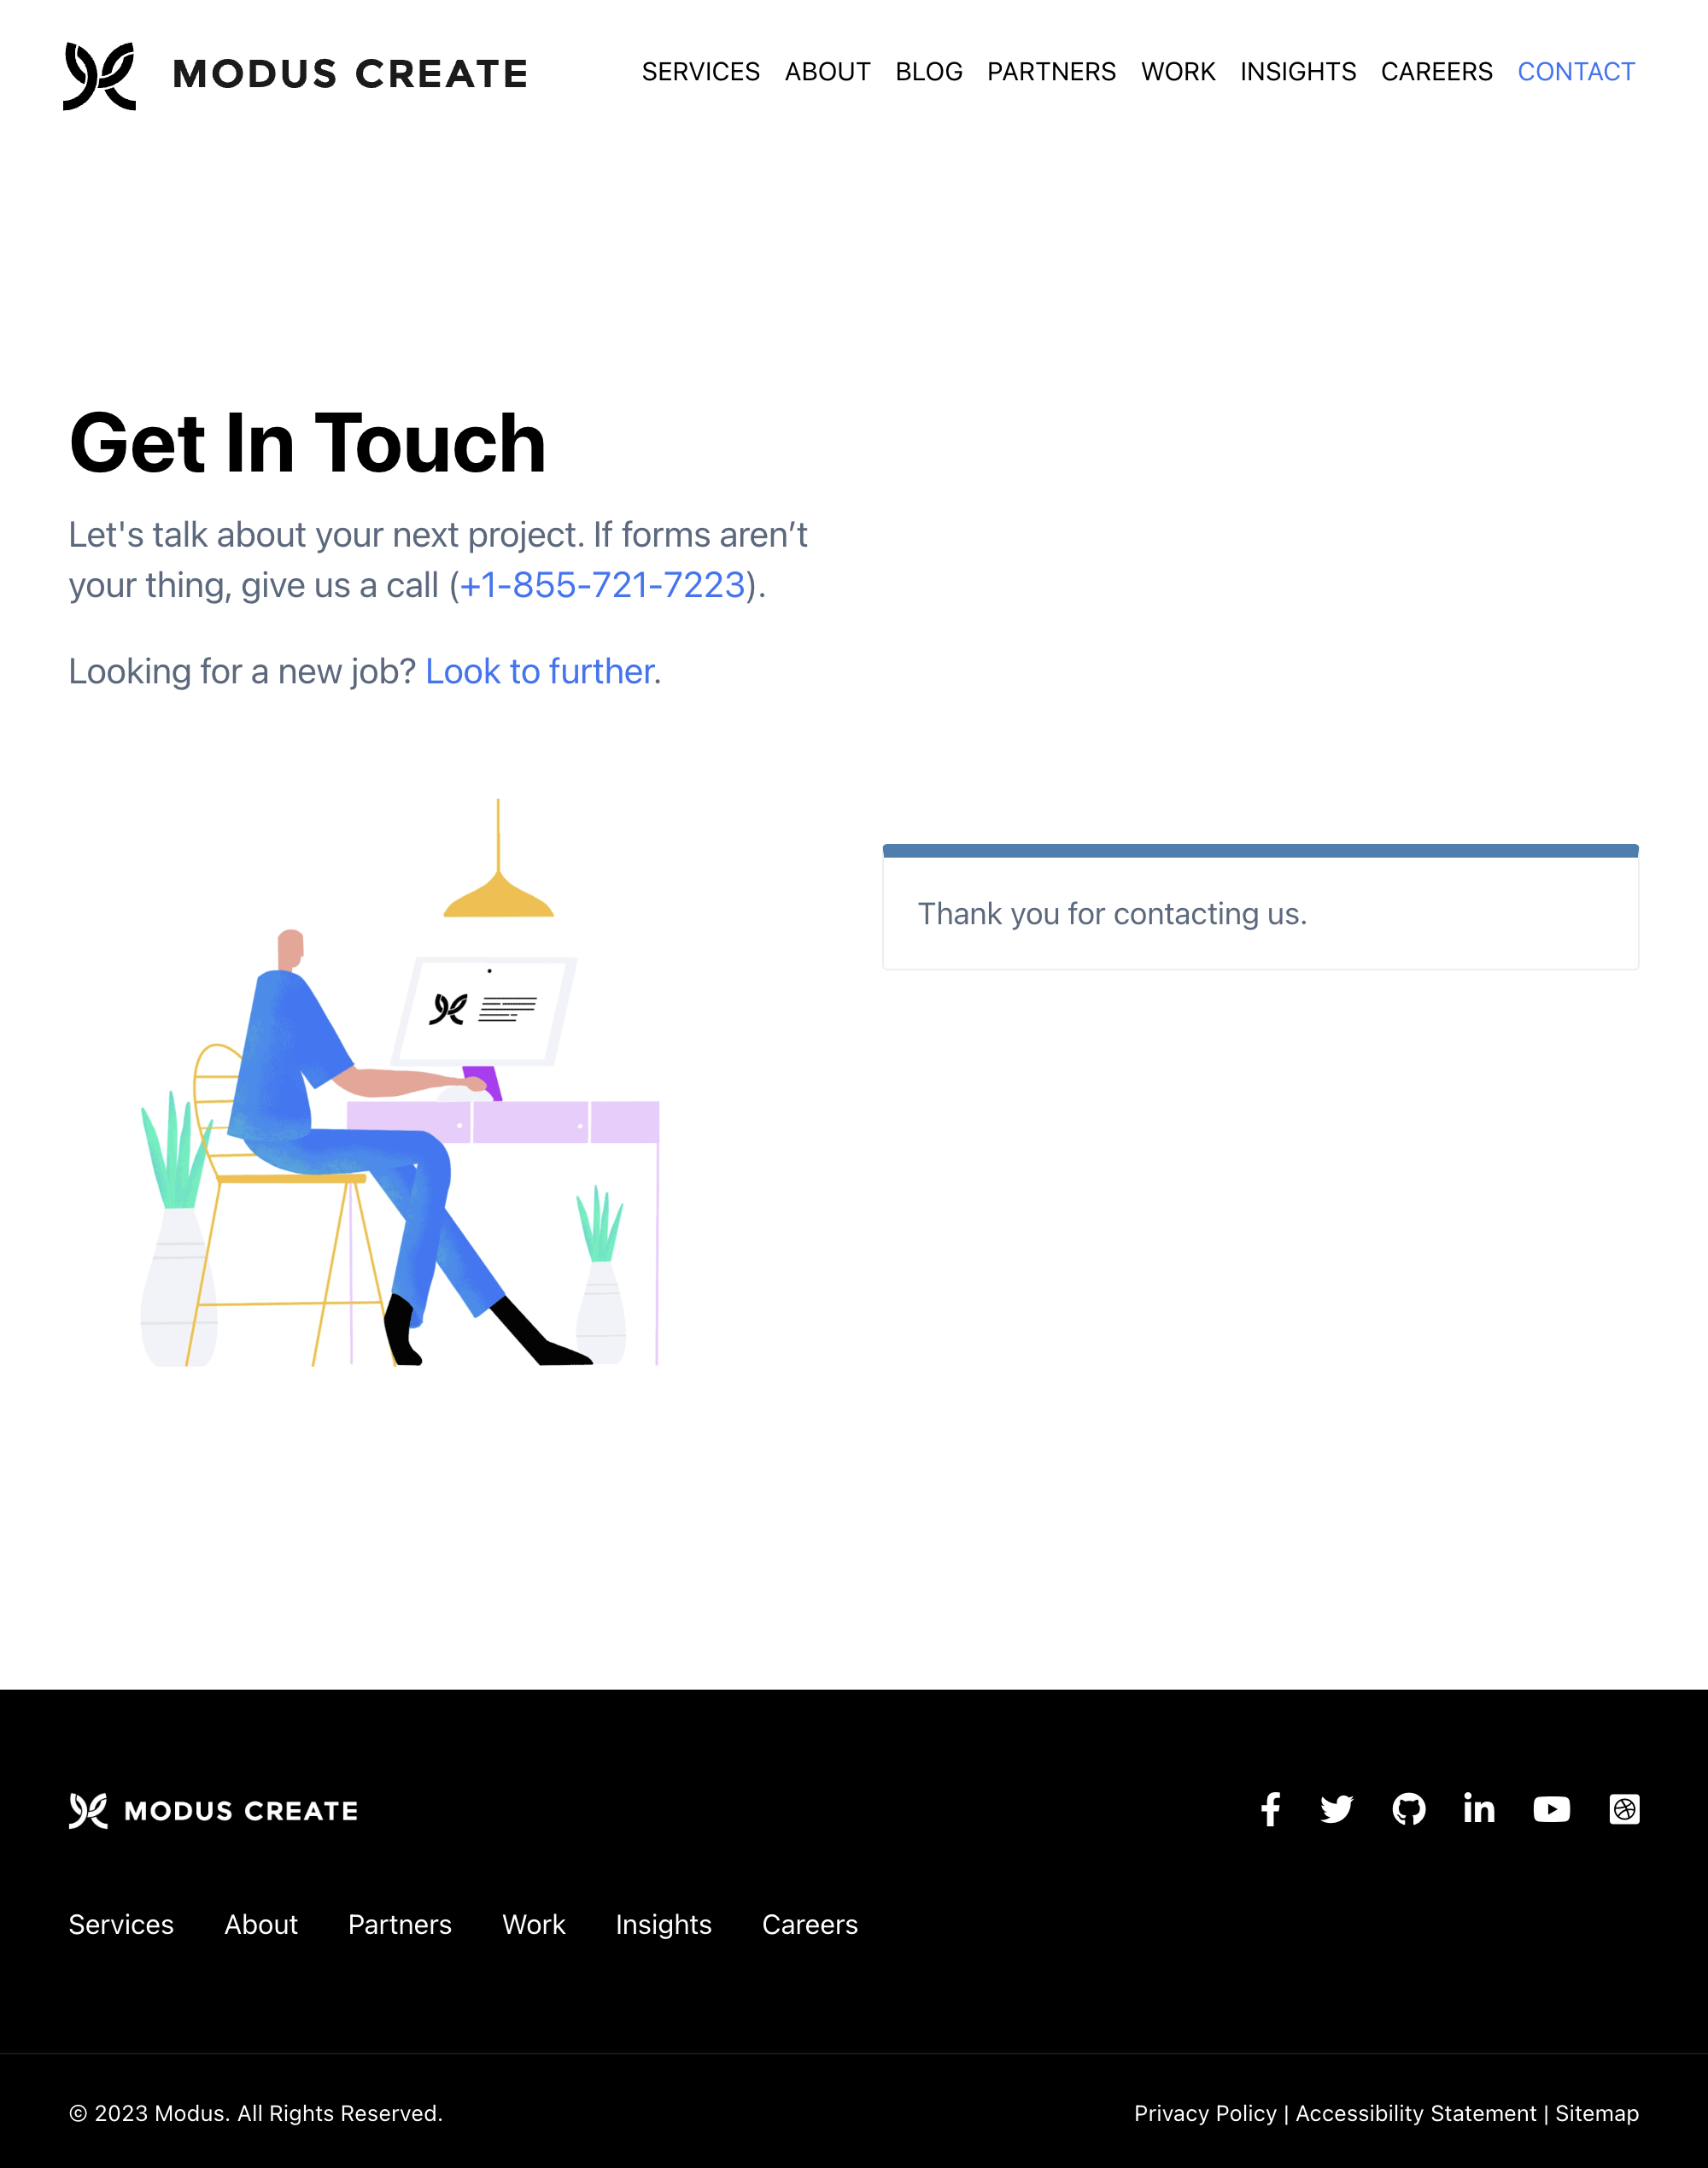 MODUS CREATE
SERVICES ABOUT BLOG PARTNERS WORK INSIGHTS CAREERS CONTACT
Get In Touch
Let's talk about your next project. If forms aren’t
your thing, give us a call (+1-855-721-7223).
Looking for a new job? Look to further.
Thank you for contacting us.
MODUS CREATE
Services About Partners Work Insights Careers
© 2023 Modus. All Rights Reserved.
Privacy Policy | Accessibility Statement | Sitemap